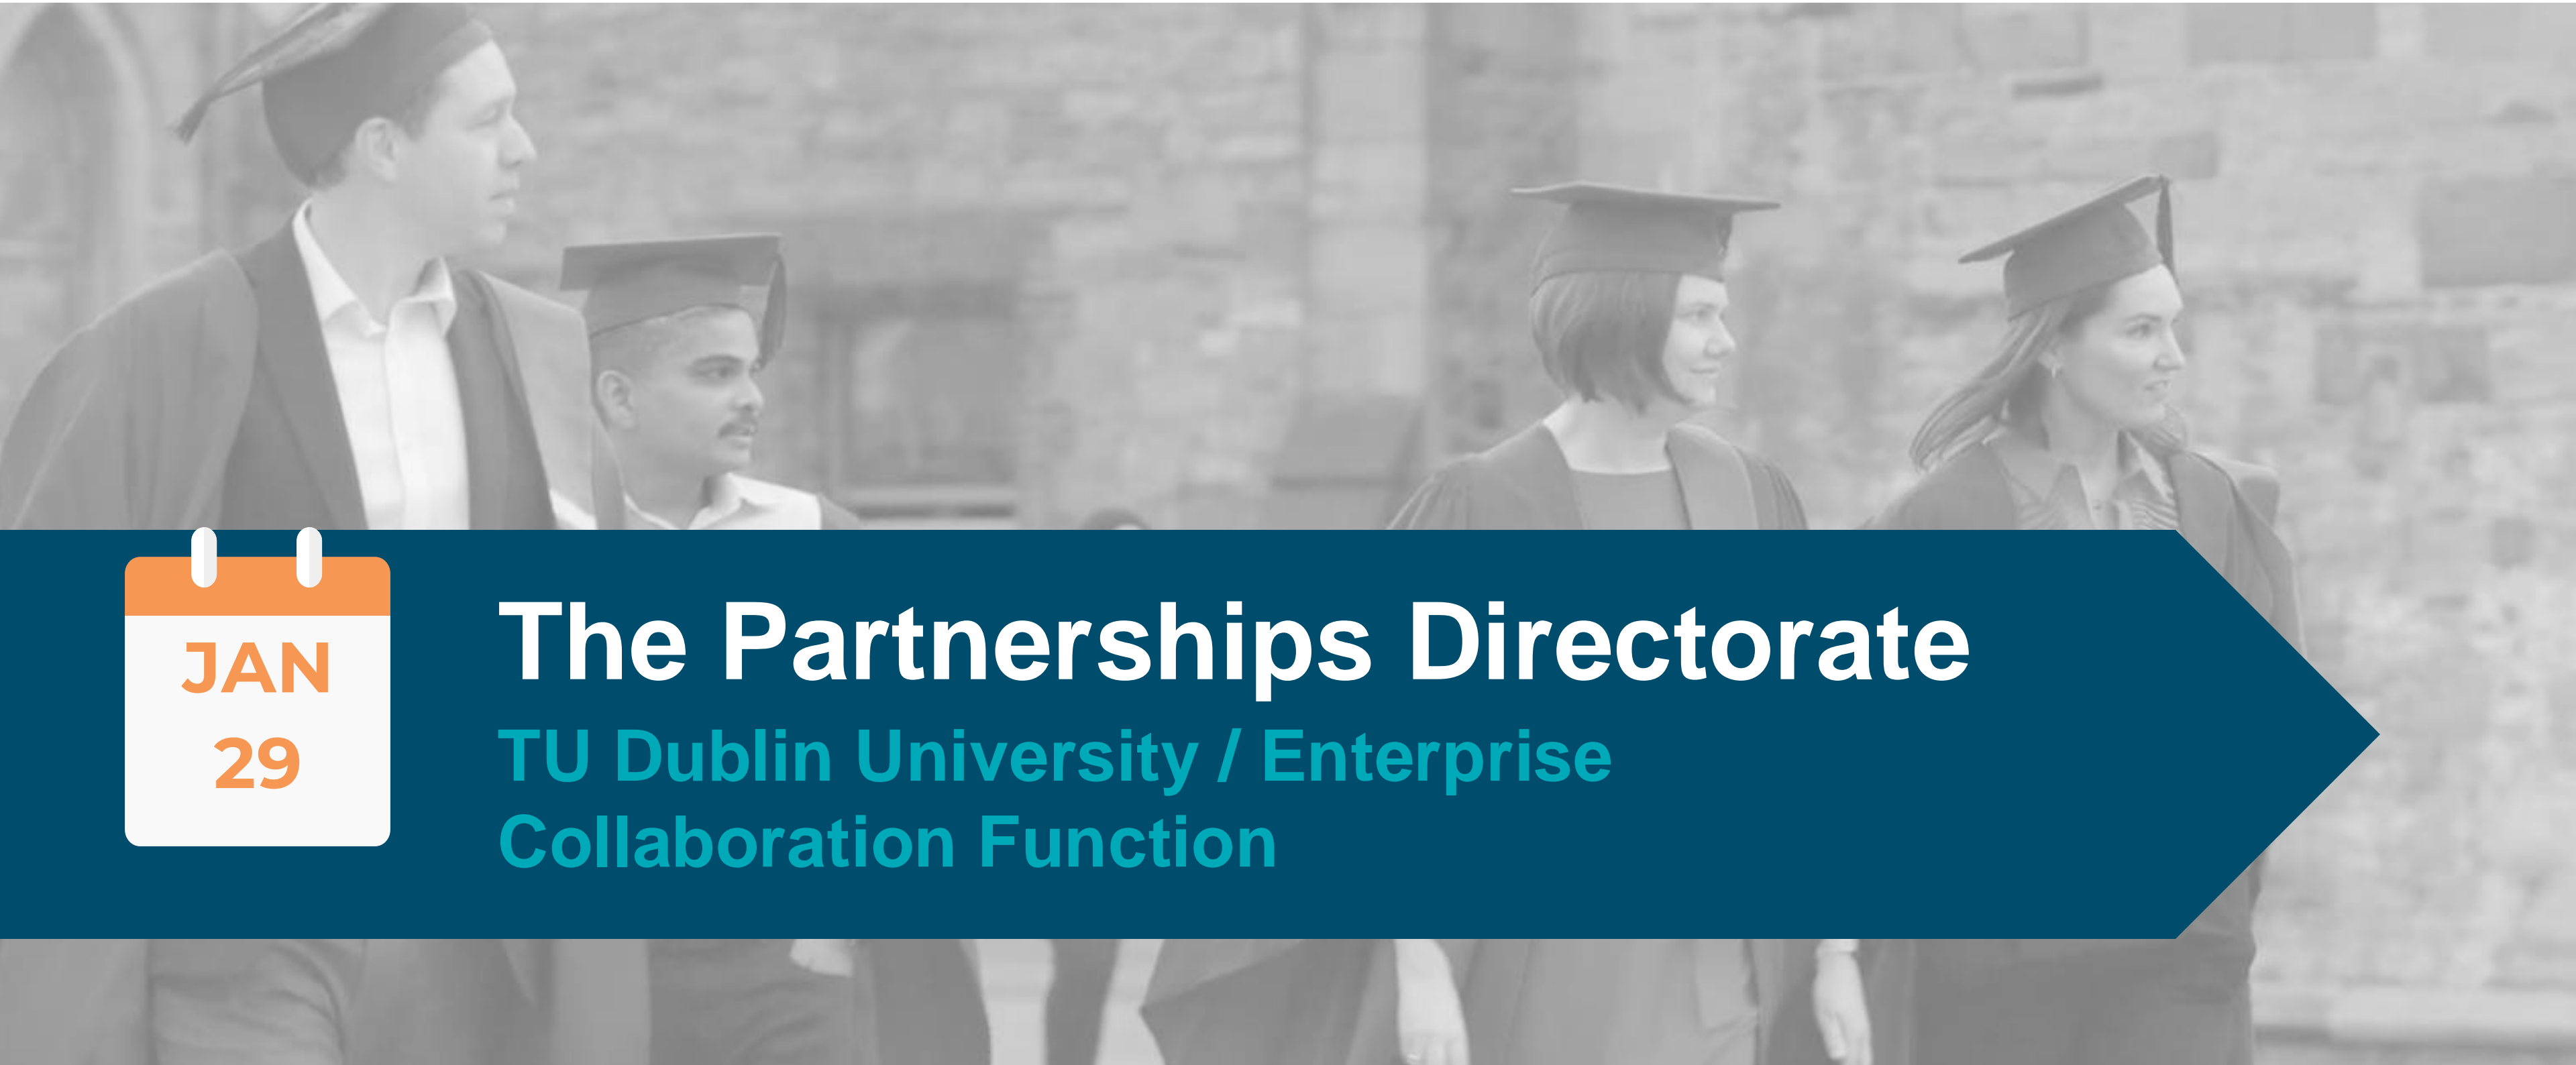 JAN
29
The Partnerships Directorate
TU Dublin University / Enterprise
Collaboration Function